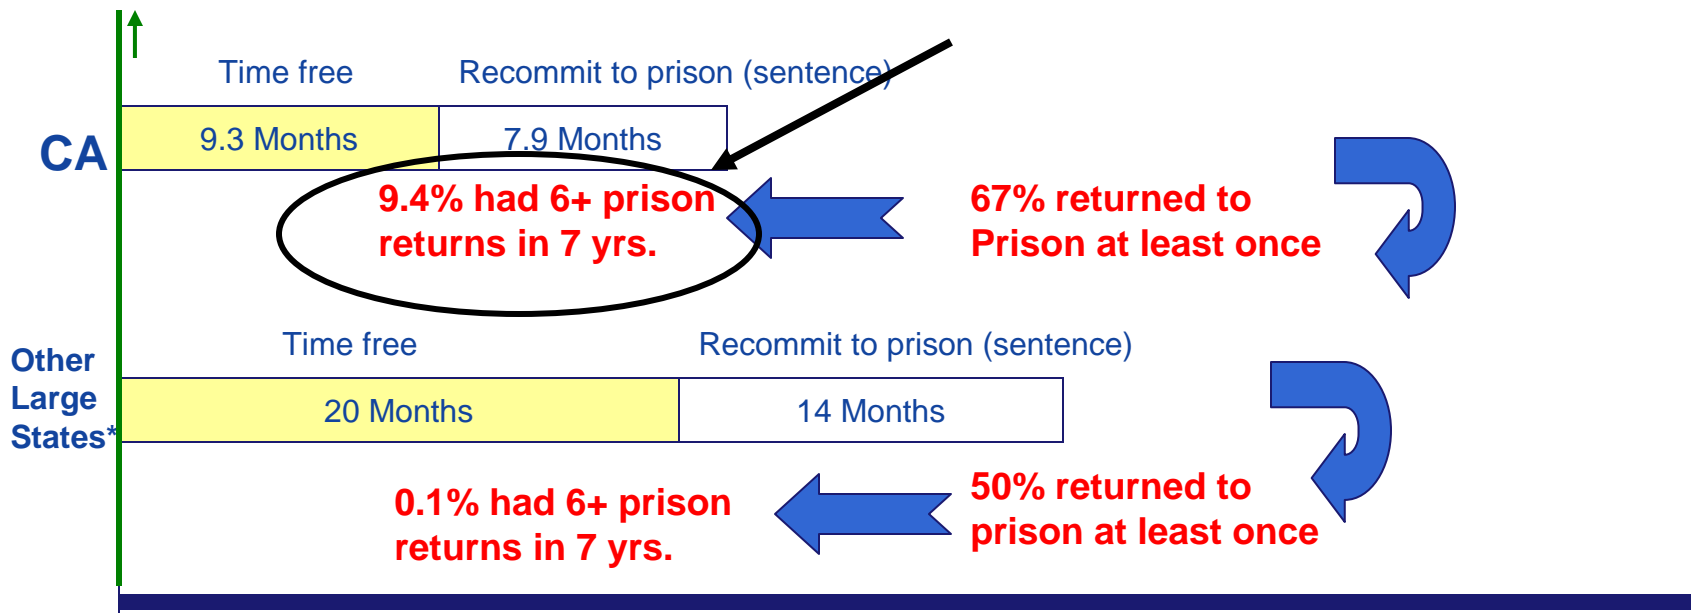 Time free
Recommit to prison (sentence)
CA
9.3 Months
7.9 Months
9.4% had 6+ prison
returns in 7 yrs.
67% returned to
Prison at least once
Time free
Recommit to prison (sentence)
Other
Large
States*
20 Months
14 Months
0.1% had 6+ prison
returns in 7 yrs.
50% returned to
prison at least once